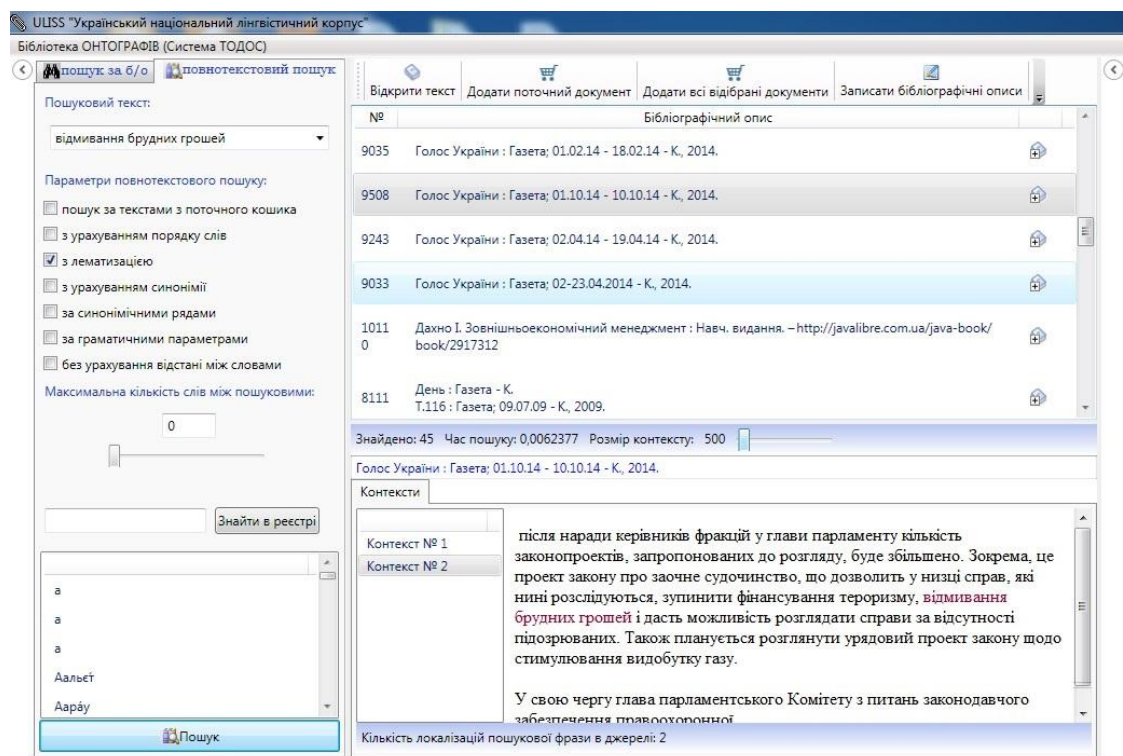 ULISS "Український національний лінгвістичний корпус"
Бібліотека ОНТОГРАФІВ (Система ТОДОС)
пошук за б/о
повнотекстовий пошук
Пошуковий текст:
відмивання брудних грошей
Параметри повнотекстового пошуку:
пошук за текстами з поточного кошика
з урахуванням порядку слів
з лематизацією
з урахуванням синонімії
за синонімічними рядами
за граматичними параметрами
без урахування відстані між словами
Максимальна кількість слів між пошуковими:
0
Знайти в реєстрі
а
а
а
Аальєт
Аарáу
Пошук
Відкрити текст
Додати поточний документ
Додати всі відібрані документи
Записати бібліографічні описи
№ Бібліографічний опис
9035 Голос України : Газета; 01.02.14 - 18.02.14 - К., 2014.
9508 Голос України : Газета; 01.10.14 - 10.10.14 - К., 2014.
9243 Голос України : Газета; 02.04.14 - 19.04.14 - К., 2014.
9033 Голос України : Газета; 02-23.04.2014 - К., 2014.
1011 Дахно І. Зовнішньоекономічний менеджмент : Навч. видання. – http://javalibre.com.ua/java-book/
0 book/2917312
8111 День : Газета - К.
Т.116 : Газета; 09.07.09 - К., 2009.
Знайдено: 45 Час пошуку: 0,0062377 Розмір контексту: 500
Голос України : Газета; 01.10.14 - 10.10.14 - К., 2014.
Контексти
Контекст № 1
Контекст № 2
після наради керівників фракцій у глави парламенту кількість
законопроектів, запропонованих до розгляду, буде збільшено. Зокрема, це
проект закону про заочне судочинство, що дозволить у низці справ, які
нині розслідуються, зупинити фінансування тероризму, відмивання
брудних грошей і дасть можливість розглядати справи за відсутності
підозрюваних. Також планується розглянути урядовий проект закону щодо
стимулювання видобутку газу.
У свою чергу глава парламентського Комітету з питань законодавчого
забезпечення правоохоронної
Кількість локалізацій пошукової фрази в джерелі: 2